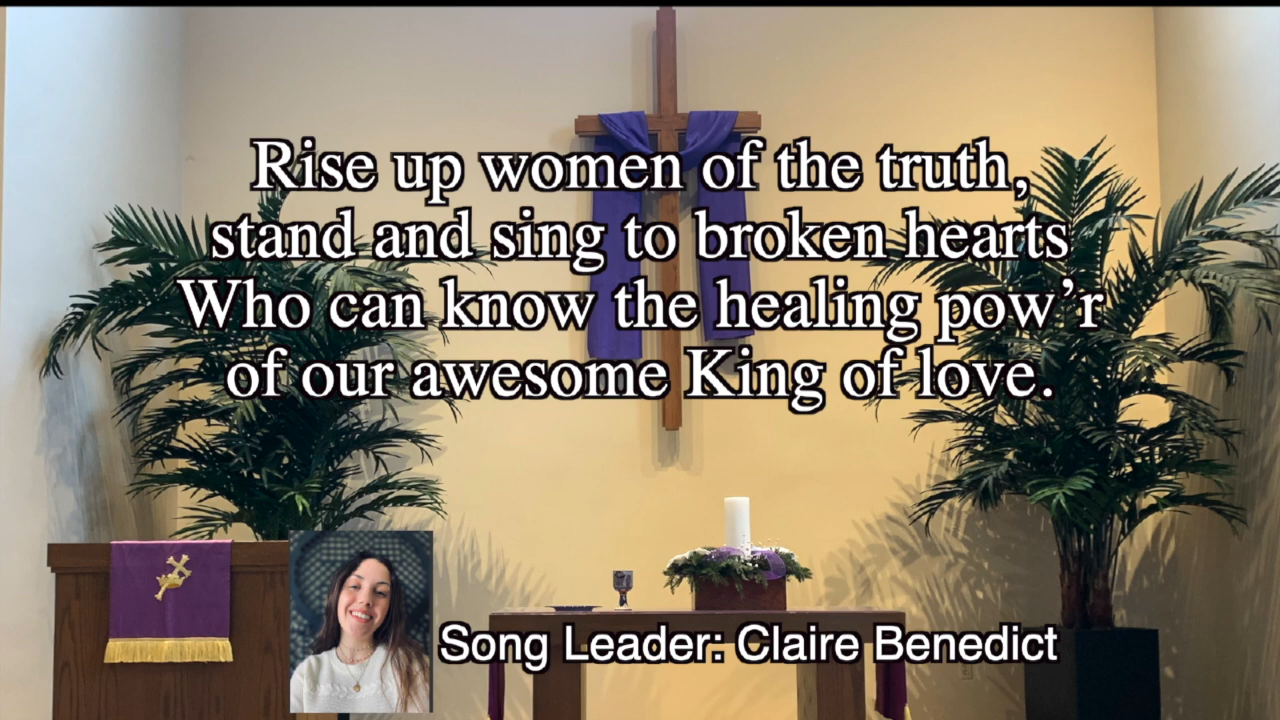 Rise up women of the truth,
stand and sing to broken hearts
Who can know the healing pow’r
of our awesome King of love.
Song Leader: Claire Benedict